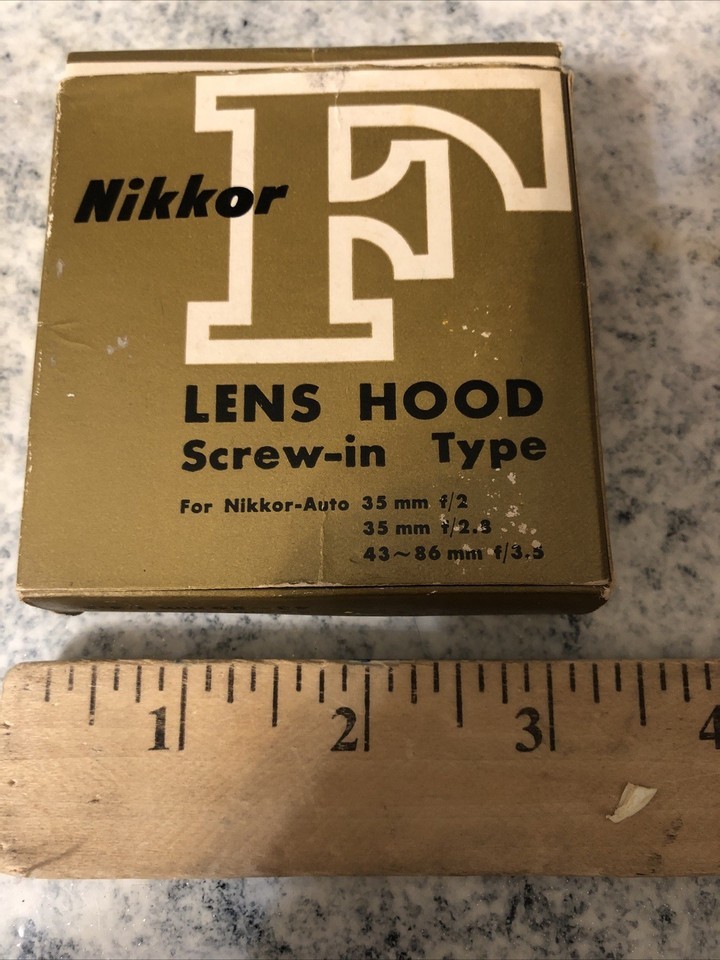 F
Nikkor
LENS HOOD
Screw-in Type
For Nikkor-Auto 35 mm f/2
35 mm f/2.8
43~86 mm f/3.5
1 2 3 4